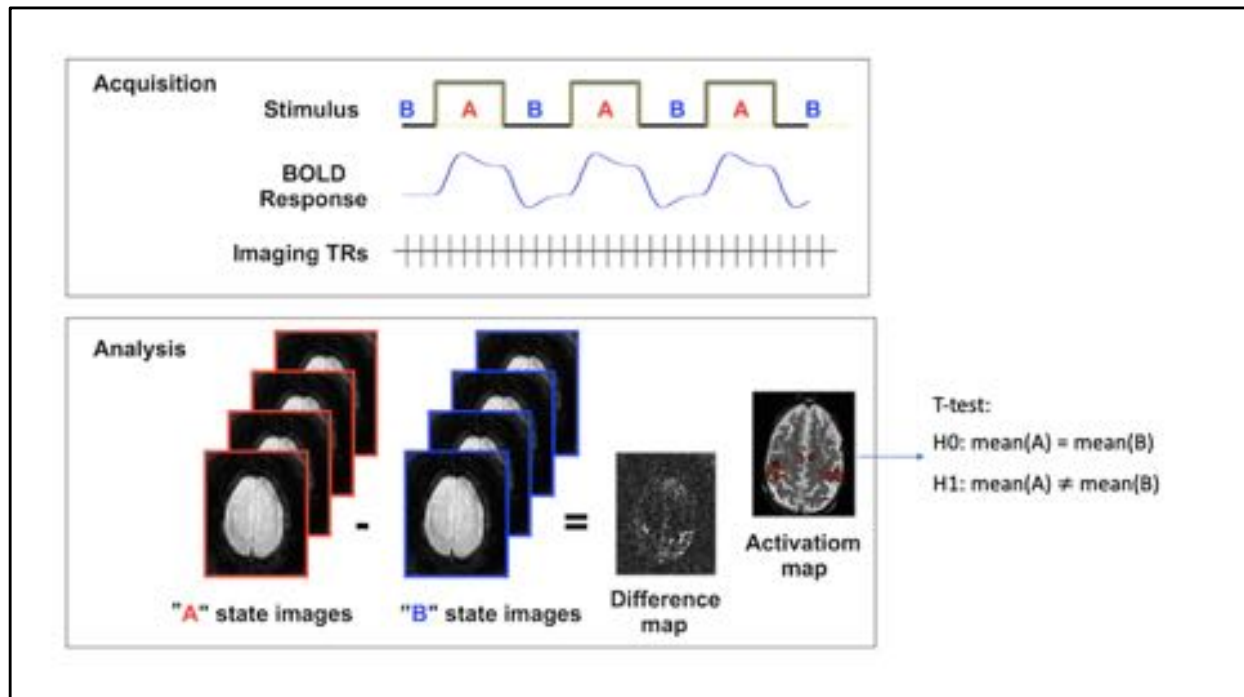 Acquisition
Stimulus
B A B A B A B
BOLD
Response
Imaging TRs
Analysis
"A" state images
-
"B" state images
=
Difference
map
Activatiom
map
T-test:
H0: mean(A) = mean(B)
H1: mean(A) ≠ mean(B)